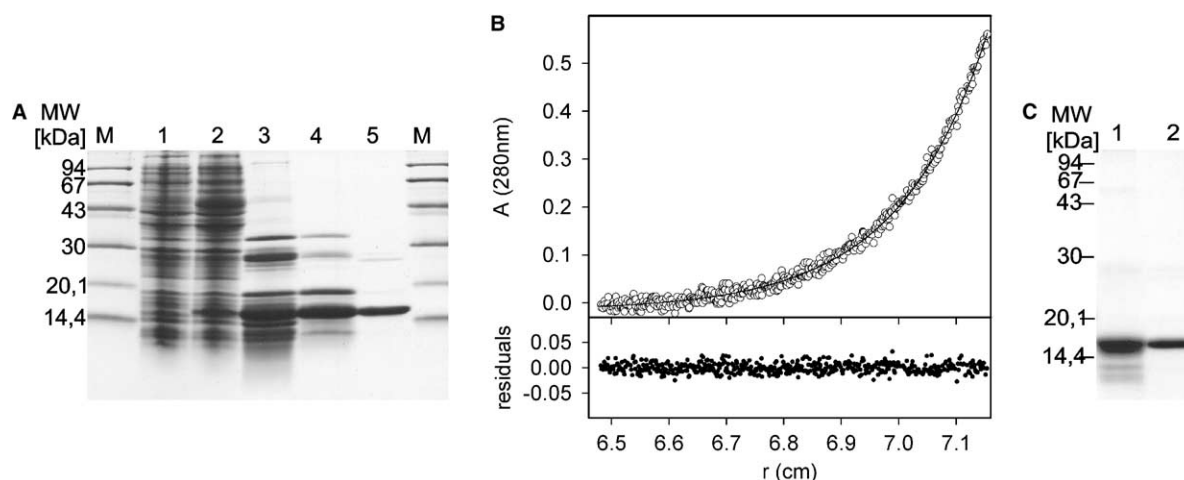 A MW
[kDa] M 1 2 3 4 5 M
94
67
43
30
20,1
14,4
B
A (280nm)
0.5
0.4
0.3
0.2
0.1
0.0
residuals
0.05
0.00
-0.05
6.5 6.6 6.7 6.8 6.9 7.0 7.1
r (cm)
C MW
[kDa] 1 2
94
67
43
30
20,1
14,4